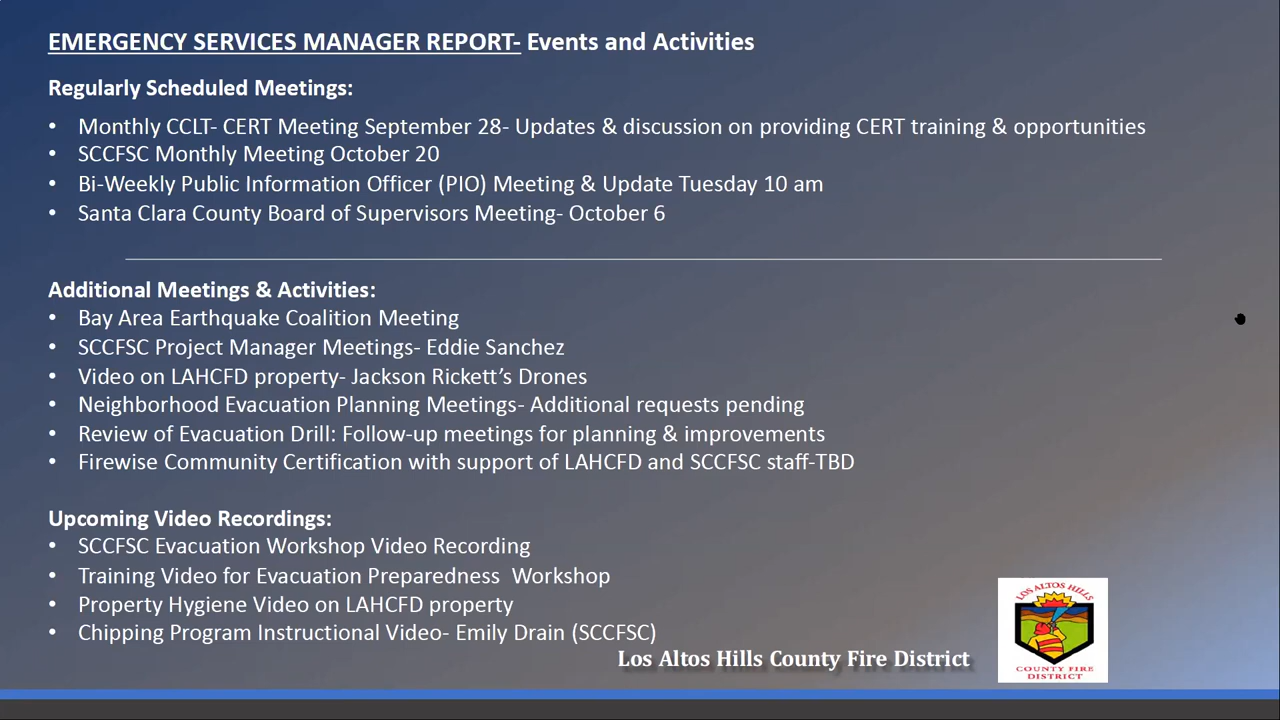 EMERGENCY SERVICES MANAGER REPORT- Events and Activities
Regularly Scheduled Meetings:
• Monthly CCLT- CERT Meeting September 28- Updates & discussion on providing CERT training & opportunities
• SCCFSC Monthly Meeting October 20
• Bi-Weekly Public Information Officer (PIO) Meeting & Update Tuesday 10 am
• Santa Clara County Board of Supervisors Meeting- October 6
Additional Meetings & Activities:
• Bay Area Earthquake Coalition Meeting
• SCCFSC Project Manager Meetings- Eddie Sanchez
• Video on LAHCFD property- Jackson Rickett’s Drones
• Neighborhood Evacuation Planning Meetings- Additional requests pending
• Review of Evacuation Drill: Follow-up meetings for planning & improvements
• Firewise Community Certification with support of LAHCFD and SCCFSC staff-TBD
Upcoming Video Recordings:
• SCCFSC Evacuation Workshop Video Recording
• Training Video for Evacuation Preparedness  Workshop
• Property Hygiene Video on LAHCFD property
• Chipping Program Instructional Video- Emily Drain (SCCFSC)
Los Altos Hills County Fire District
LOS ALTOS HILLS
COUNTY FIRE
DISTRICT